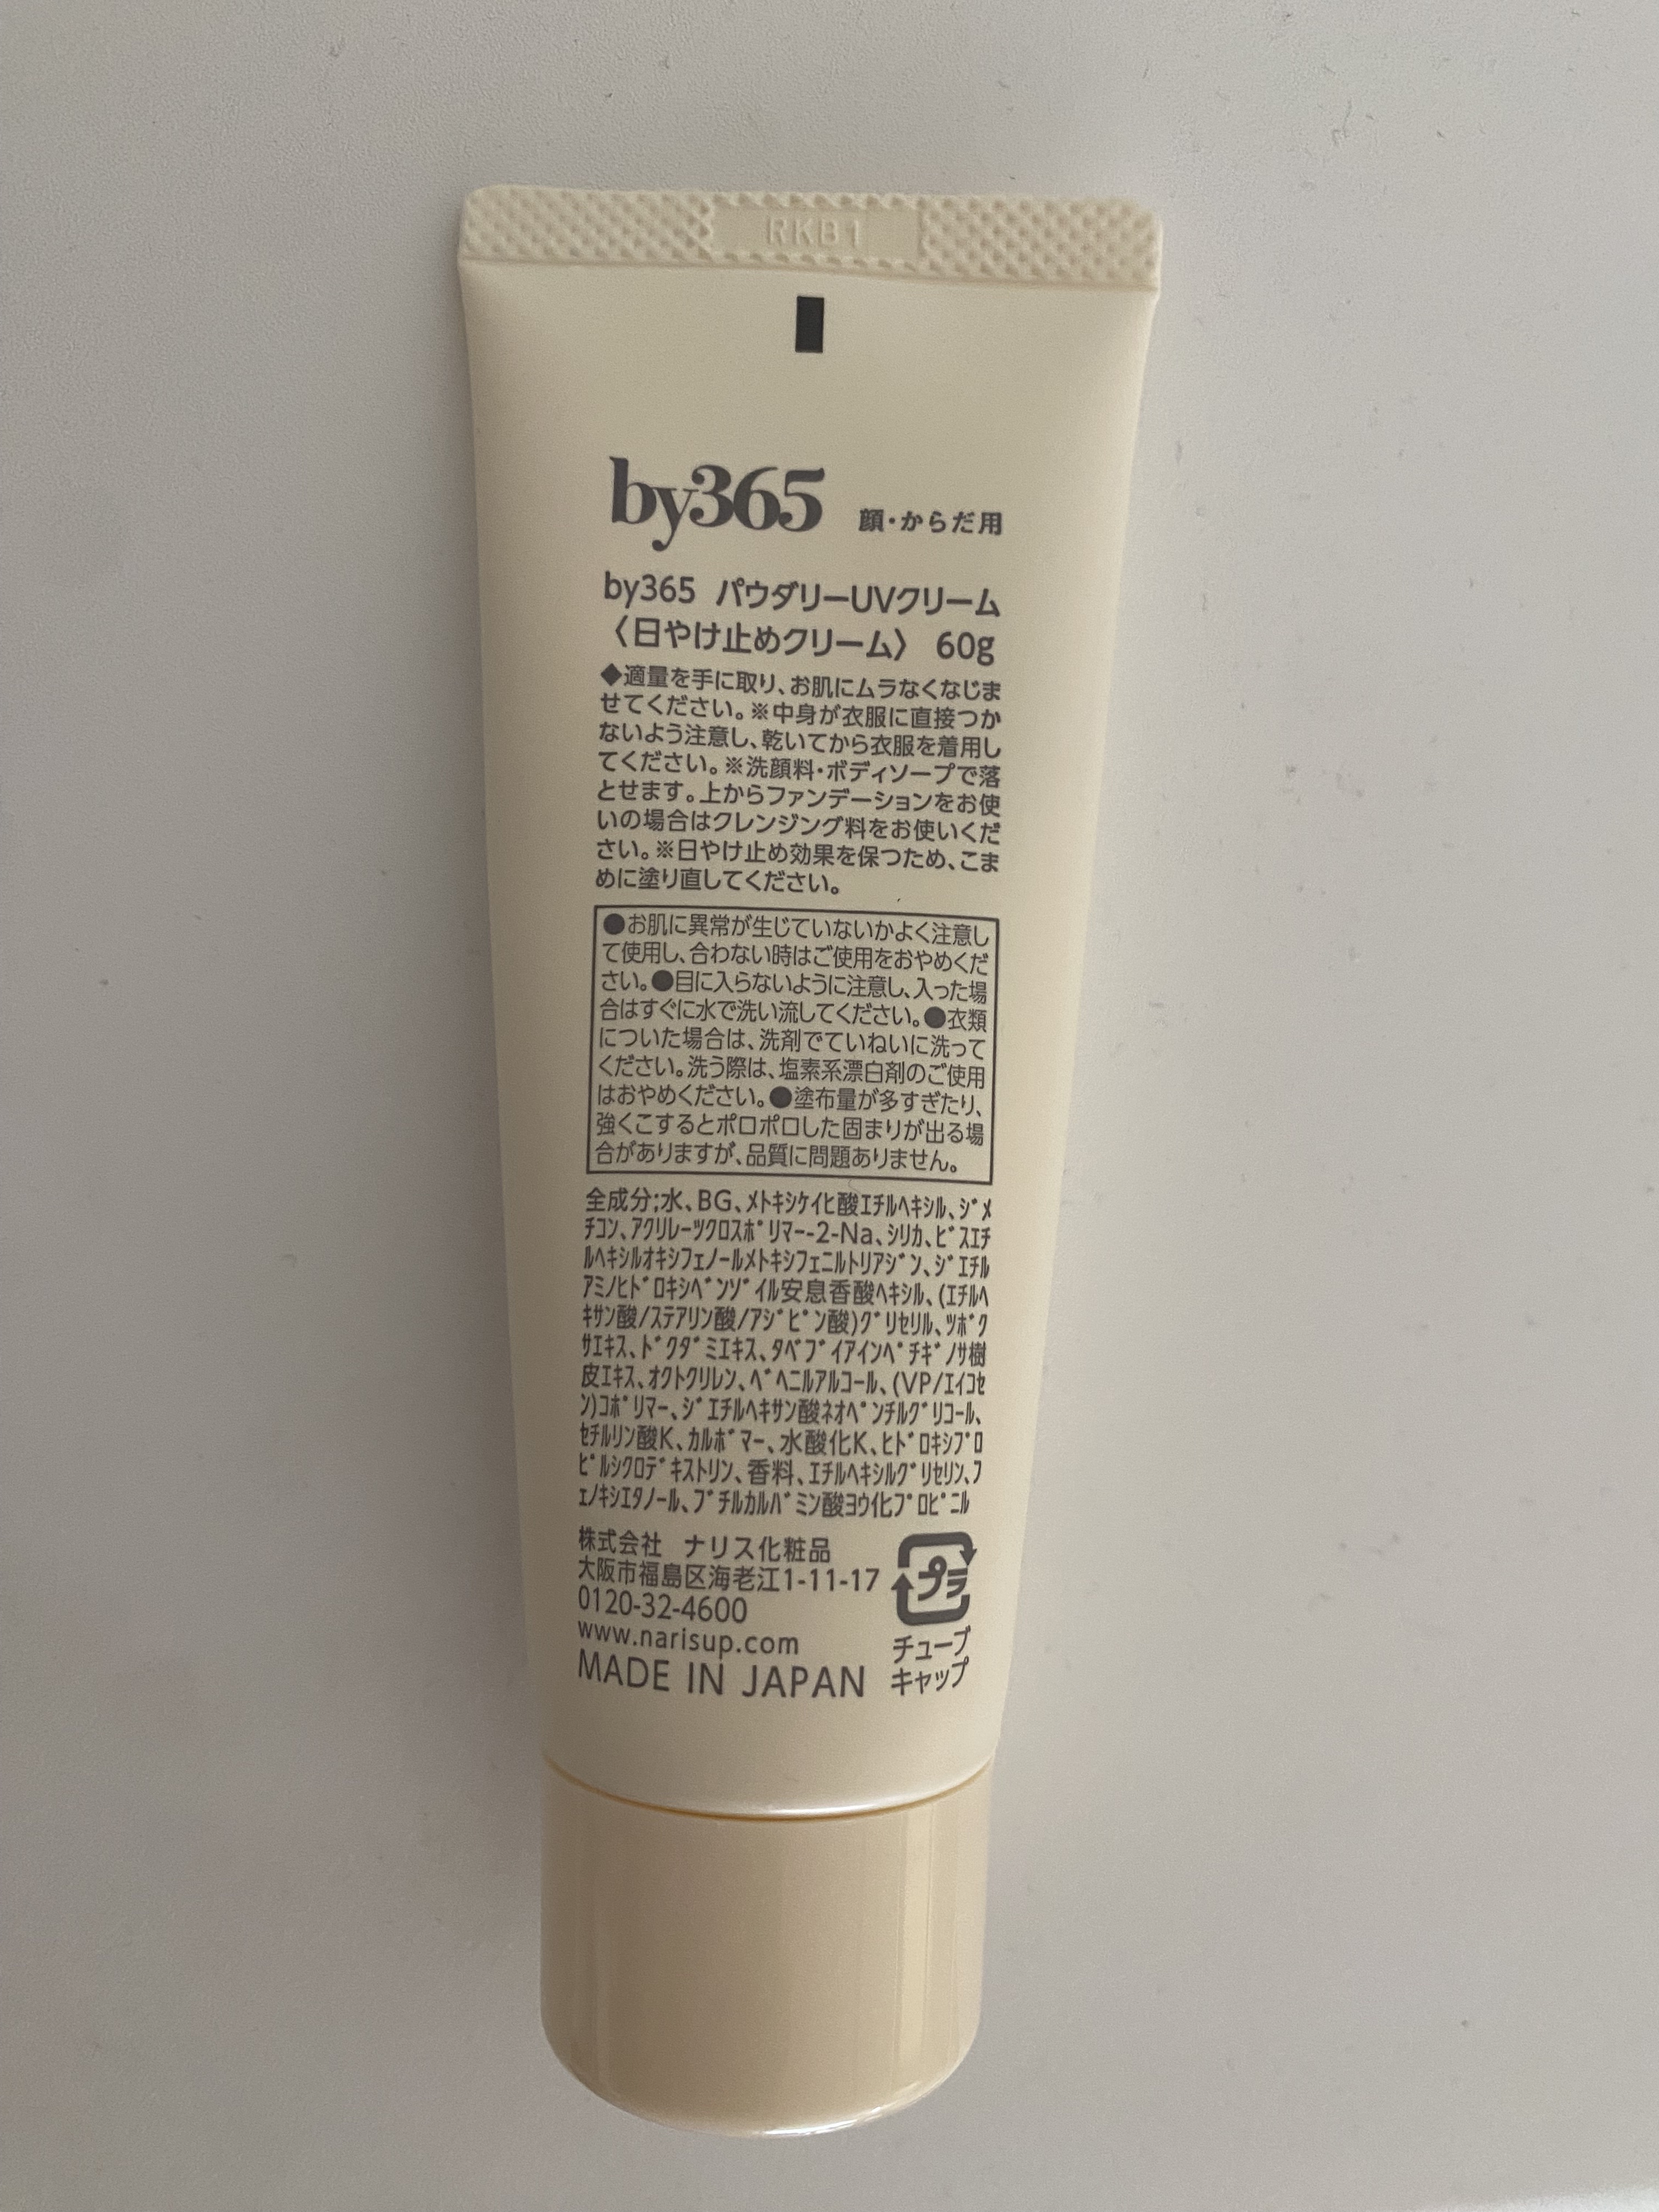 RKB1
by365 顔・からだ用
by365 パウダリーUVクリーム
〈日やけ止めクリーム〉 60g
◆適量を手に取り、お肌にムラなくなじま
せてください。※中身が衣服に直接つか
ないよう注意し、乾いてから衣服を着用し
てください。※洗顔料・ボディソープで落
とせます。上からファンデーションをお使
いの場合はクレンジング料をお使いくだ
さい。※日やけ止め効果を保つため、こま
めに塗り直してください。
●お肌に異常が生じていないかよく注意し
て使用し、合わない時はご使用をおやめくだ
さい。●目に入らないように注意し、入った場
合はすぐに水で洗い流してください。●衣類
についた場合は、洗剤でていねいに洗って
ください。洗う際は、塩素系漂白剤のご使用
はおやめください。●塗布量が多すぎたり、
強くこするとポロポロした固まりが出る場
合がありますが、品質に問題ありません。
全成分;水、BG、ﾒﾄｷｼｹｲﾋ酸ｴﾁﾙﾍｷｼﾙ、ｼﾞﾒ
ﾁｺﾝ、ｱｸﾘﾚｰﾂｸﾛｽﾎﾟﾘﾏｰ-2-Na、ｼﾘｶ、ﾋﾞｽｴﾁ
ﾙﾍｷｼﾙｵｷｼﾌｪﾉｰﾙﾒﾄｷｼﾌｪﾆﾙﾄﾘｱｼﾞﾝ、ｼﾞｴﾁﾙ
ｱﾐﾉﾋﾄﾞﾛｷｼﾍﾞﾝｿﾞｲﾙ安息香酸ﾍｷｼﾙ、(ｴﾁﾙﾍ
ｷｻﾝ酸/ｽﾃｱﾘﾝ酸/ｱｼﾞﾋﾟﾝ酸)ｸﾞﾘｾﾘﾙ、ﾂﾎﾞｸ
ｻｴｷｽ、ﾄﾞｸﾀﾞﾐｴｷｽ、ﾀﾍﾞﾌﾞｲｱｲﾝﾍﾟﾁｷﾞﾉｻ樹
皮ｴｷｽ、ｵｸﾄｸﾘﾚﾝ、ﾍﾞﾍﾆﾙｱﾙｺｰﾙ、(VP/ｴｲｺｾ
ﾝ)ｺﾎﾟﾘﾏｰ、ｼﾞｴﾁﾙﾍｷｻﾝ酸ﾈｵﾍﾟﾝﾁﾙｸﾞﾘｺｰﾙ、
ｾﾁﾙﾘﾝ酸K、ｶﾙﾎﾞﾏｰ、水酸化K、ﾋﾄﾞﾛｷｼﾌﾟﾛ
ﾋﾟﾙｼｸﾛﾃﾞｷｽﾄﾘﾝ、香料、ｴﾁﾙﾍｷｼﾙｸﾞﾘｾﾘﾝ、ﾌ
ｪﾉｷｼｴﾀﾉｰﾙ、ﾌﾞﾁﾙｶﾙﾊﾞﾐﾝ酸ﾖｳ化ﾌﾟﾛﾋﾟﾆﾙ
株式会社 ナリス化粧品
大阪市福島区海老江1-11-17
0120-32-4600
www.narisup.com
MADE IN JAPAN
プラ
チューブ
キャップ